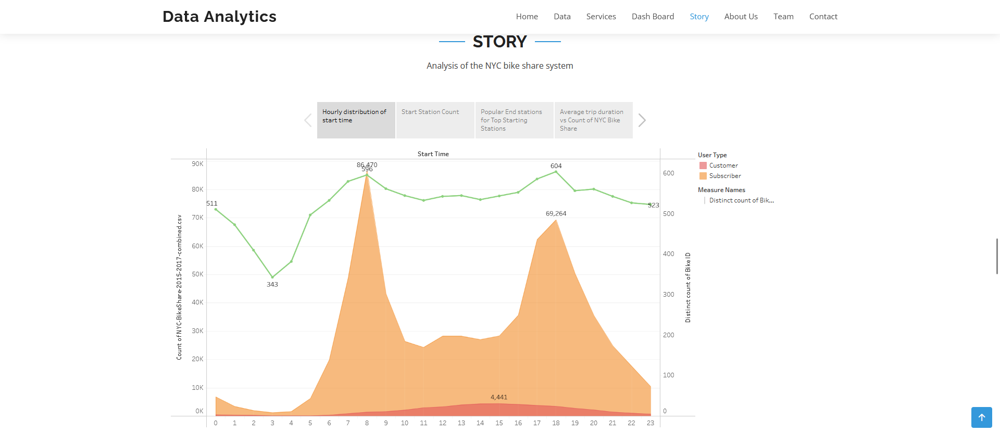 Data Analytics
Home Data Services Dash Board Story About Us Team Contact
STORY
Analysis of the NYC bike share system
Hourly distribution of
start time
Start Station Count
Popular End stations
for Top Starting
Stations
Average trip duration
vs Count of NYC Bike
Share
Start Time
90K
80K
70K
60K
50K
40K
30K
20K
10K
0K
Count of NYC-BikeShare-2015-2017-combined.csv
511
343
86,470
596
604
69,264
523
4,441
600
500
400
300
200
100
0
Distinct count of Bike ID
0 1 2 3 4 5 6 7 8 9 10 11 12 13 14 15 16 17 18 19 20 21 22 23
User Type
Customer
Subscriber
Measure Names
Distinct count of Bik...